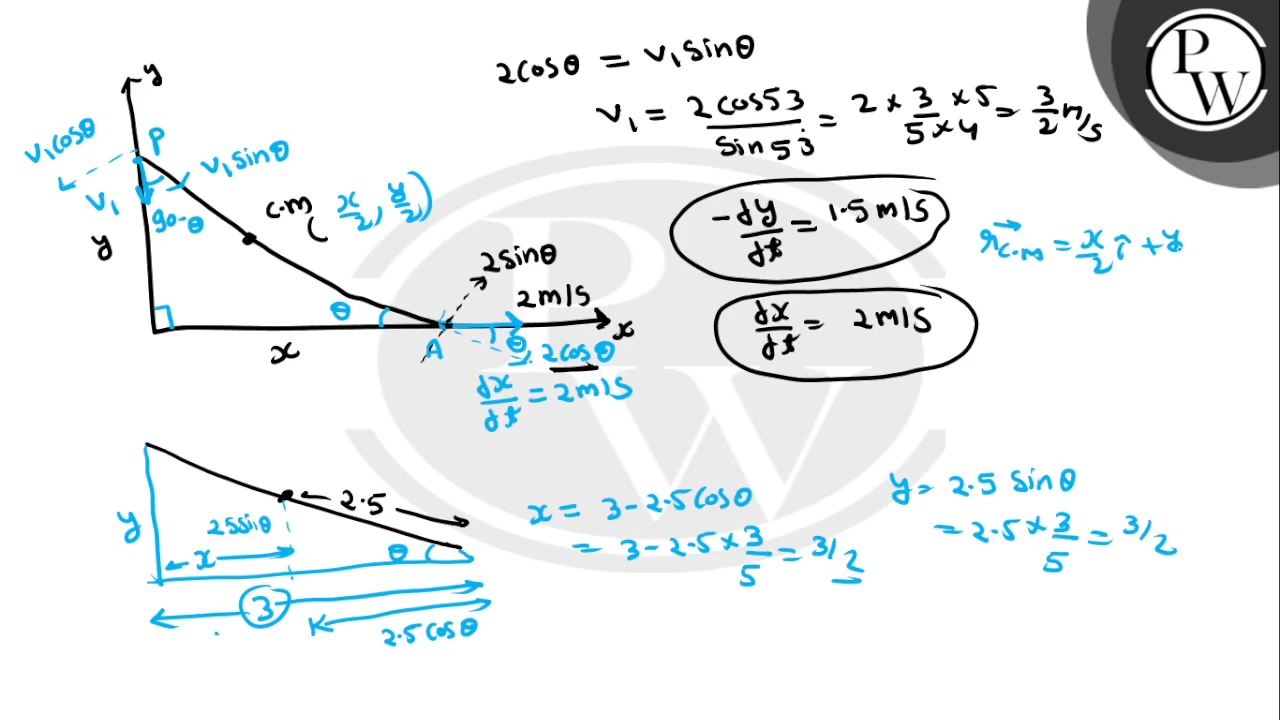 2cosθ = v₁sinθ
v₁ = 2cos53 / sin53 = 2 × 3 × 5 / 5 × 4 = 3/2 m/s
PW
y
v₁cosθ
P
v₁sinθ
v₁
90-θ
y
c.m (x/2, y/2)
θ
x
A
2sinθ
2m/s
x
θ
2cosθ
dx/dt = 2m/s
-dy/dt = 1.5m/s
dx/dt = 2m/s
r⃗c.m = x/2 î + y
PW
y
2.5
2.5sinθ
x
θ
3
2.5cosθ
x = 3 - 2.5cosθ
= 3 - 2.5 × 3/5 = 3/2
y = 2.5 sinθ
= 2.5 × 3/5 = 3/2